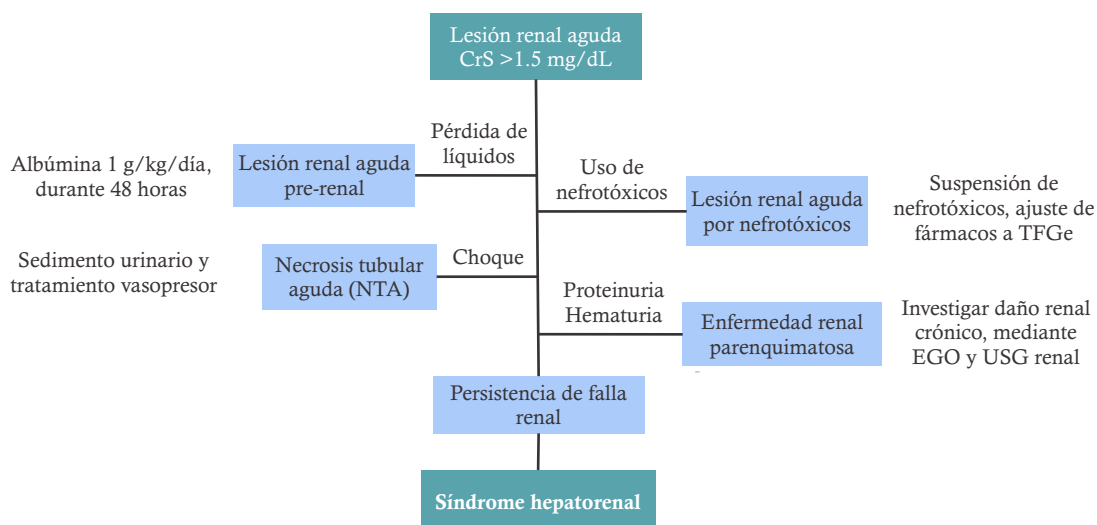 Lesión renal aguda
CrS >1.5 mg/dL
Pérdida de
líquidos
Albúmina 1 g/kg/día,
durante 48 horas
Lesión renal aguda
pre-renal
Uso de
nefrotóxicos
Lesión renal aguda
por nefrotóxicos
Suspensión de
nefrotóxicos, ajuste de
fármacos a TFGe
Sedimento urinario y
tratamiento vasopresor
Necrosis tubular
aguda (NTA)
Choque
Proteinuria
Hematuria
Enfermedad renal
parenquimatosa
Investigar daño renal
crónico, mediante
EGO y USG renal
Persistencia de falla
renal
Síndrome hepatorenal